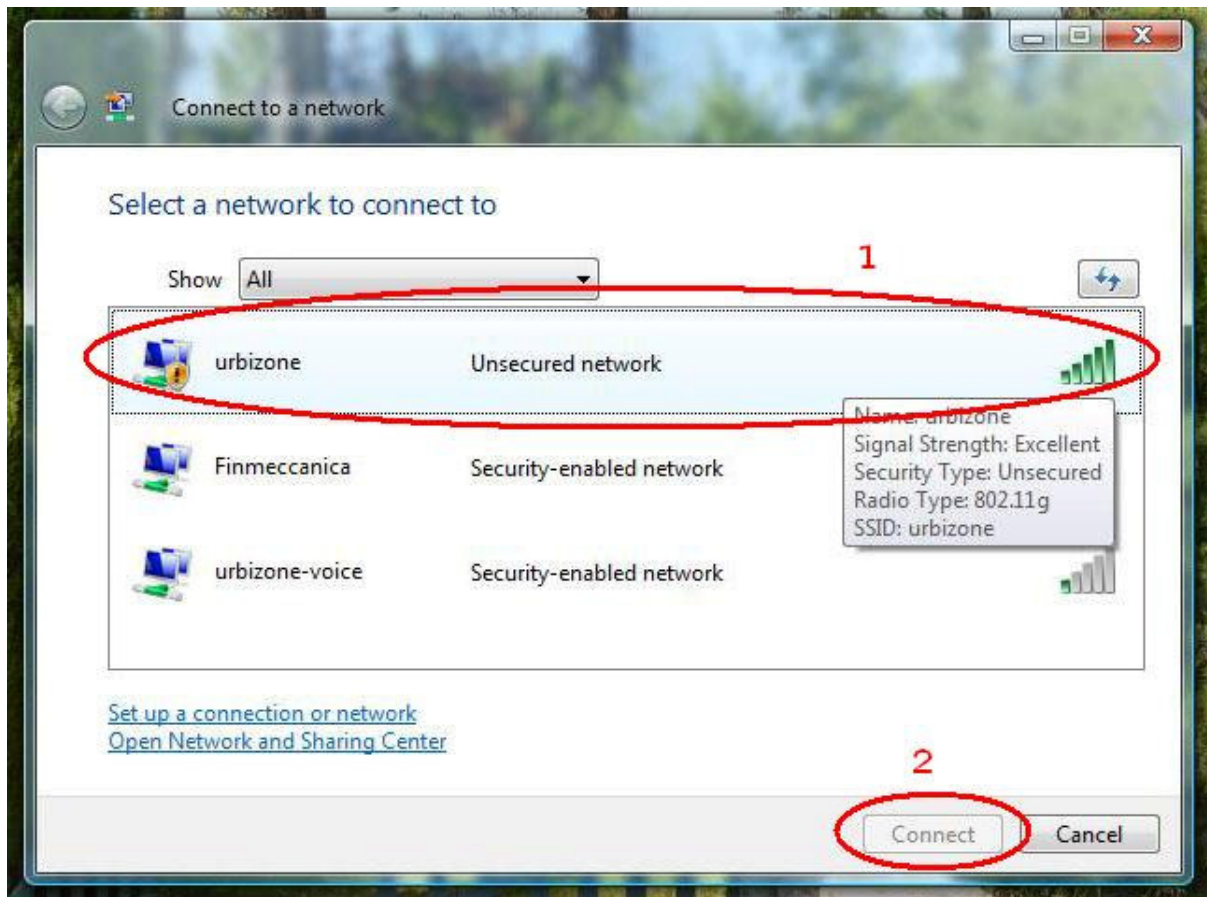 Connect to a network
Select a network to connect to
1
Show All
urbizone Unsecured network
Name: urbizone
Signal Strength: Excellent
Security Type: Unsecured
Radio Type: 802.11g
SSID: urbizone
Finmeccanica Security-enabled network
urbizone-voice Security-enabled network
Set up a connection or network
Open Network and Sharing Center
2
Connect Cancel